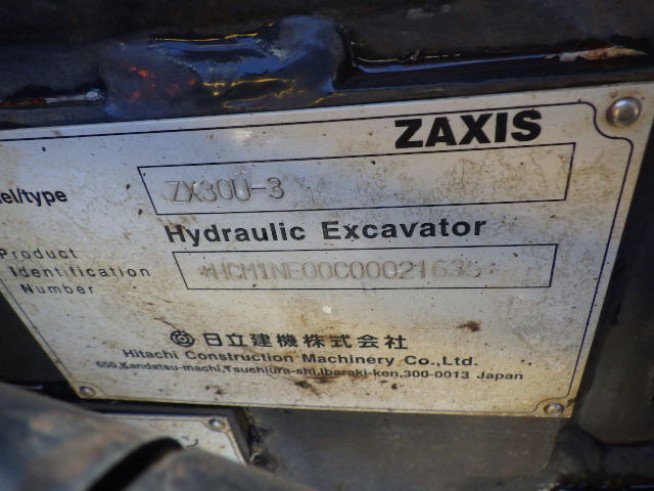 ZAXIS
el/type ZX30U-3
Hydraulic Excavator
Product
Identification
Number
*HCM1NE00C00021635*
日立建機株式会社
Hitachi Construction Machinery Co.,Ltd.
650,Kandatsu-machi,Tsuchiura-shi,Ibaraki-ken,300-0013 Japan